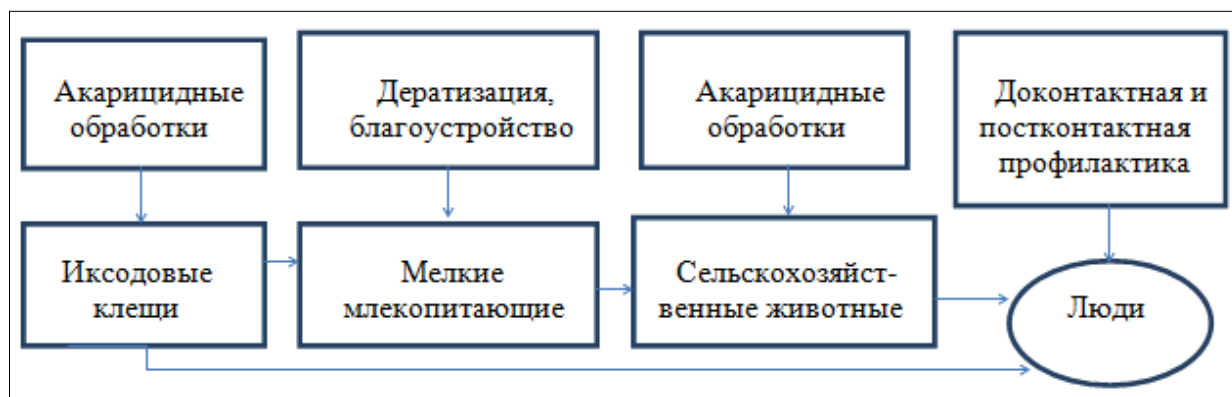 Акарицидные
обработки
Дератизация,
благоустройство
Акарицидные
обработки
Доконтактная и
постконтактная
профилактика
Иксодовые
клещи
Мелкие
млекопитающие
Сельскохозяйст-
венные животные
Люди